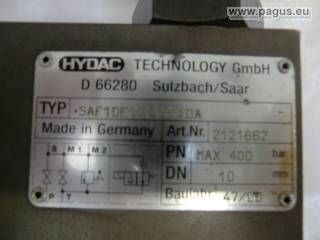 www.pagus.eu
HYDAC TECHNOLOGY GmbH
D 66280 Sulzbach/Saar
TYP
Made in Germany Art.Nr. 2121662
PN MAX 400 bar
DN 10 mm
Baujahr
S M1 M2
P T